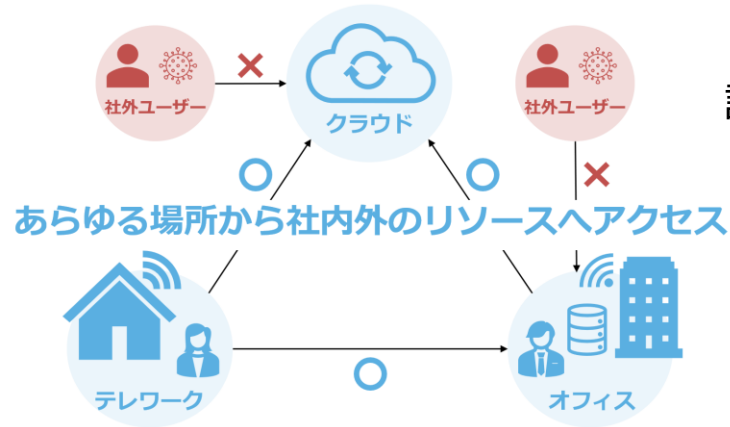 社外ユーザー
クラウド
社外ユーザー
あらゆる場所から社内外のリソースへアクセス
テレワーク
オフィス